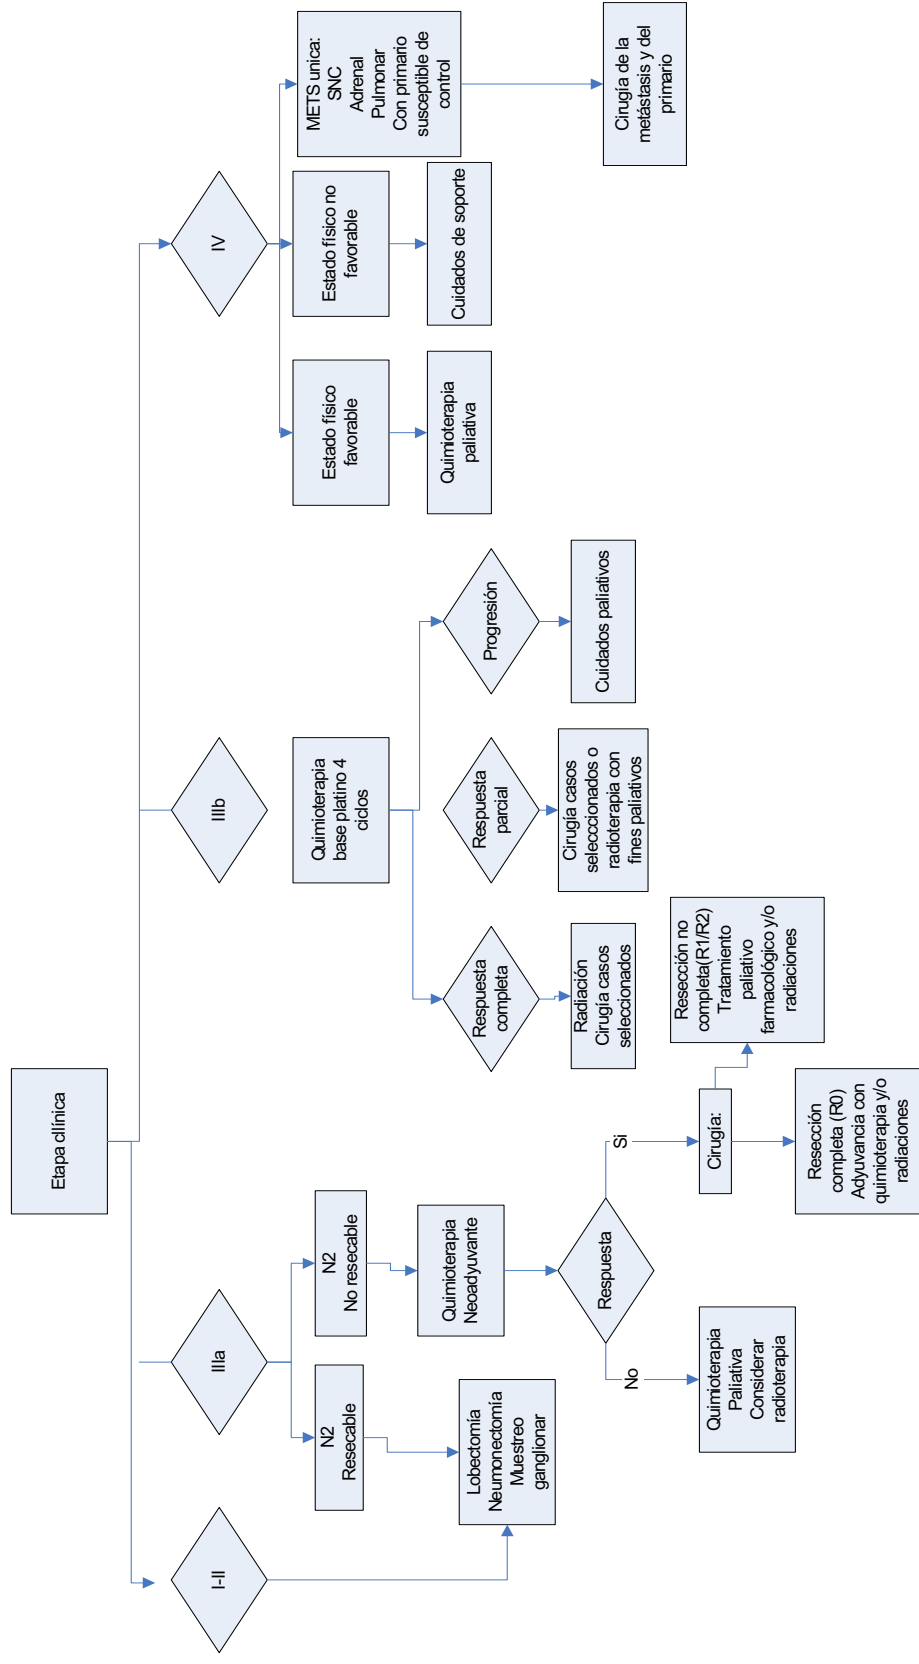 Etapa clínica
I-II
IIIa
IIIb
IV
N2
Resecable
N2
No resecable
Quimioterapia
base platino 4
ciclos
Estado físico
favorable
Estado físico no
favorable
METS unica:
SNC
Adrenal
Pulmonar
Con primario
susceptible de
control
Lobectomía
Neumonectomía
Muestreo
ganglionar
Quimioterapia
Neoadyuvante
Respuesta
completa
Respuesta
parcial
Progresión
Quimioterapia
paliativa
Cuidados de soporte
Respuesta
Radiación
Cirugía casos
seleccionados
Cirugía casos
selecccionados o
radioterapia con
fines paliativos
Cuidados paliativos
Cirugía de la
metástasis y del
primario
No
Si
Quimioterapia
Paliativa
Considerar
radioterapia
Cirugía:
Resección no
completa(R1/R2)
Tratamiento
paliativo
farmacológico y/o
radiaciones
Resección
completa (R0)
Adyuvancia con
quimioterapia y/o
radiaciones